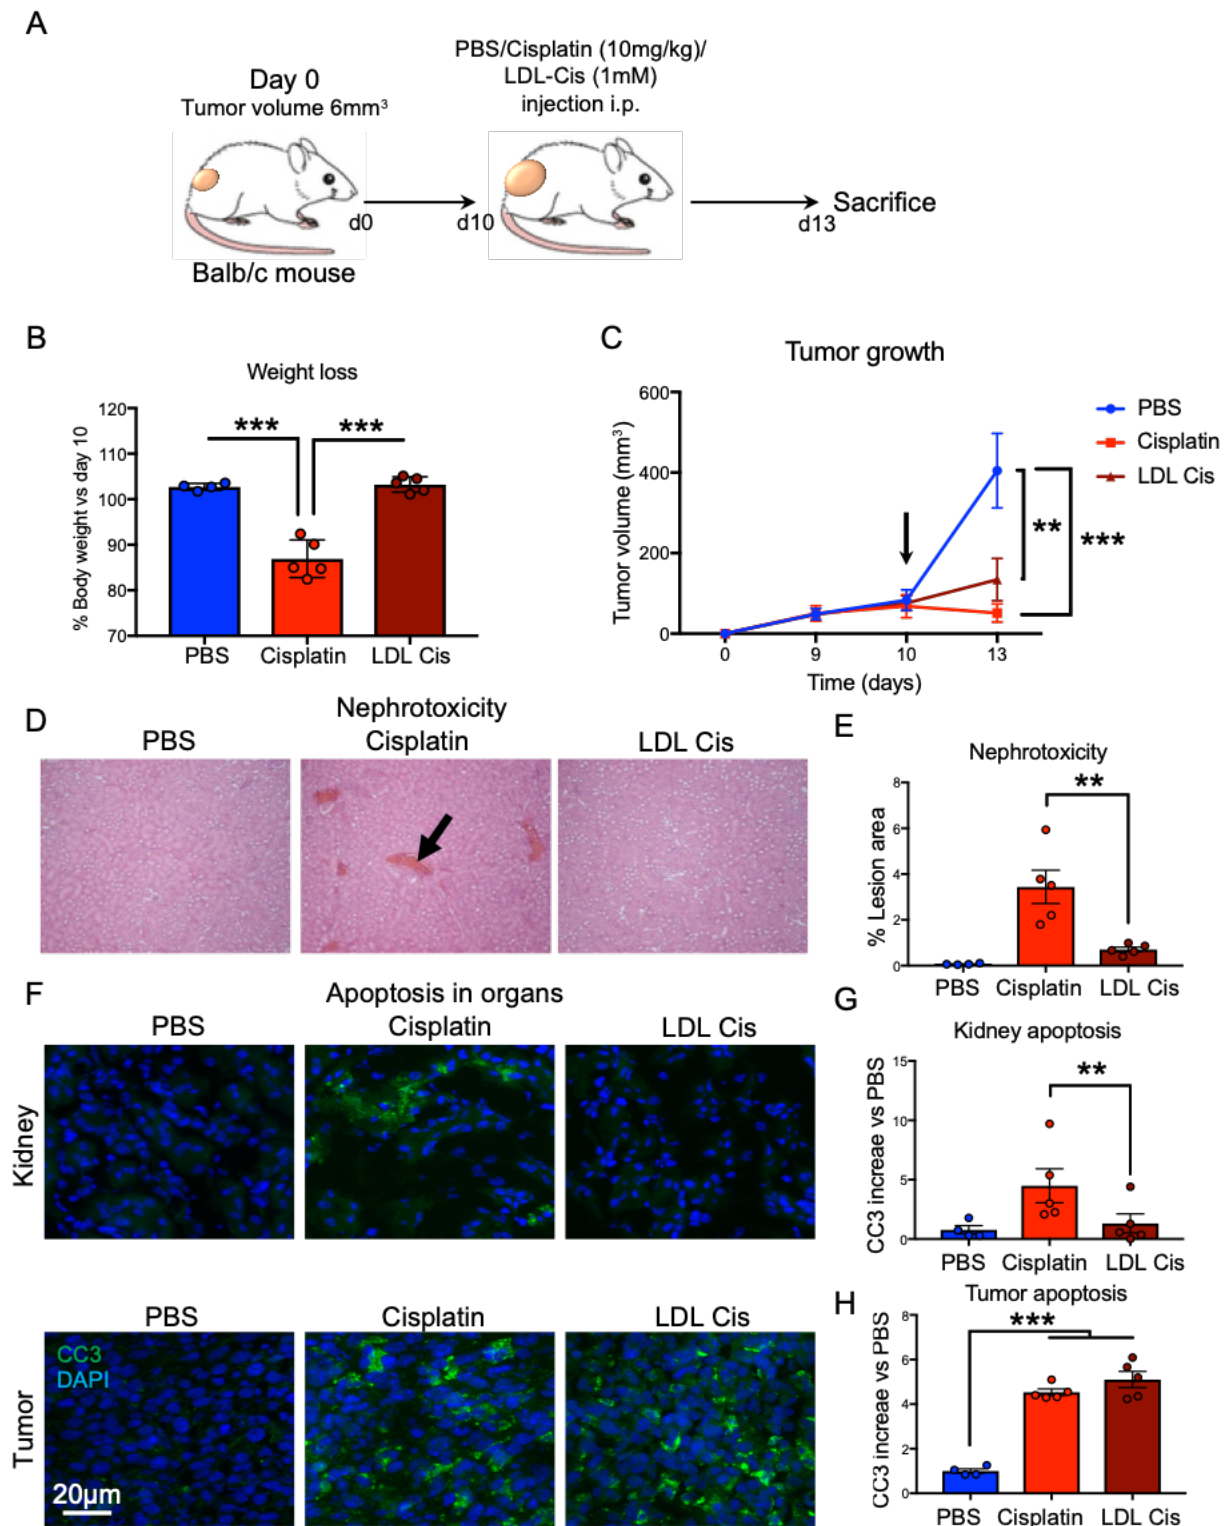 A
Day 0
Tumor volume 6mm³
PBS/Cisplatin (10mg/kg)/
LDL-Cis (1mM)
injection i.p.
d0
d10
d13
Sacrifice
Balb/c mouse
B
Weight loss
% Body weight vs day 10
120
110
100
90
80
70
*** ***
PBS Cisplatin LDL Cis
C
Tumor growth
Tumor volume (mm³)
600
400
200
0
0 9 10 13
Time (days)
PBS
Cisplatin
LDL Cis
**
***
D
Nephrotoxicity
PBS Cisplatin LDL Cis
E
Nephrotoxicity
% Lesion area
8
6
4
2
0
**
PBS Cisplatin LDL Cis
F
Apoptosis in organs
PBS Cisplatin LDL Cis
Kidney
G
Kidney apoptosis
CC3 increae vs PBS
15
10
5
0
**
PBS Cisplatin LDL Cis
PBS Cisplatin LDL Cis
Tumor
CC3
DAPI
20µm
H
Tumor apoptosis
CC3 increae vs PBS
8
6
4
2
0
***
PBS Cisplatin LDL Cis